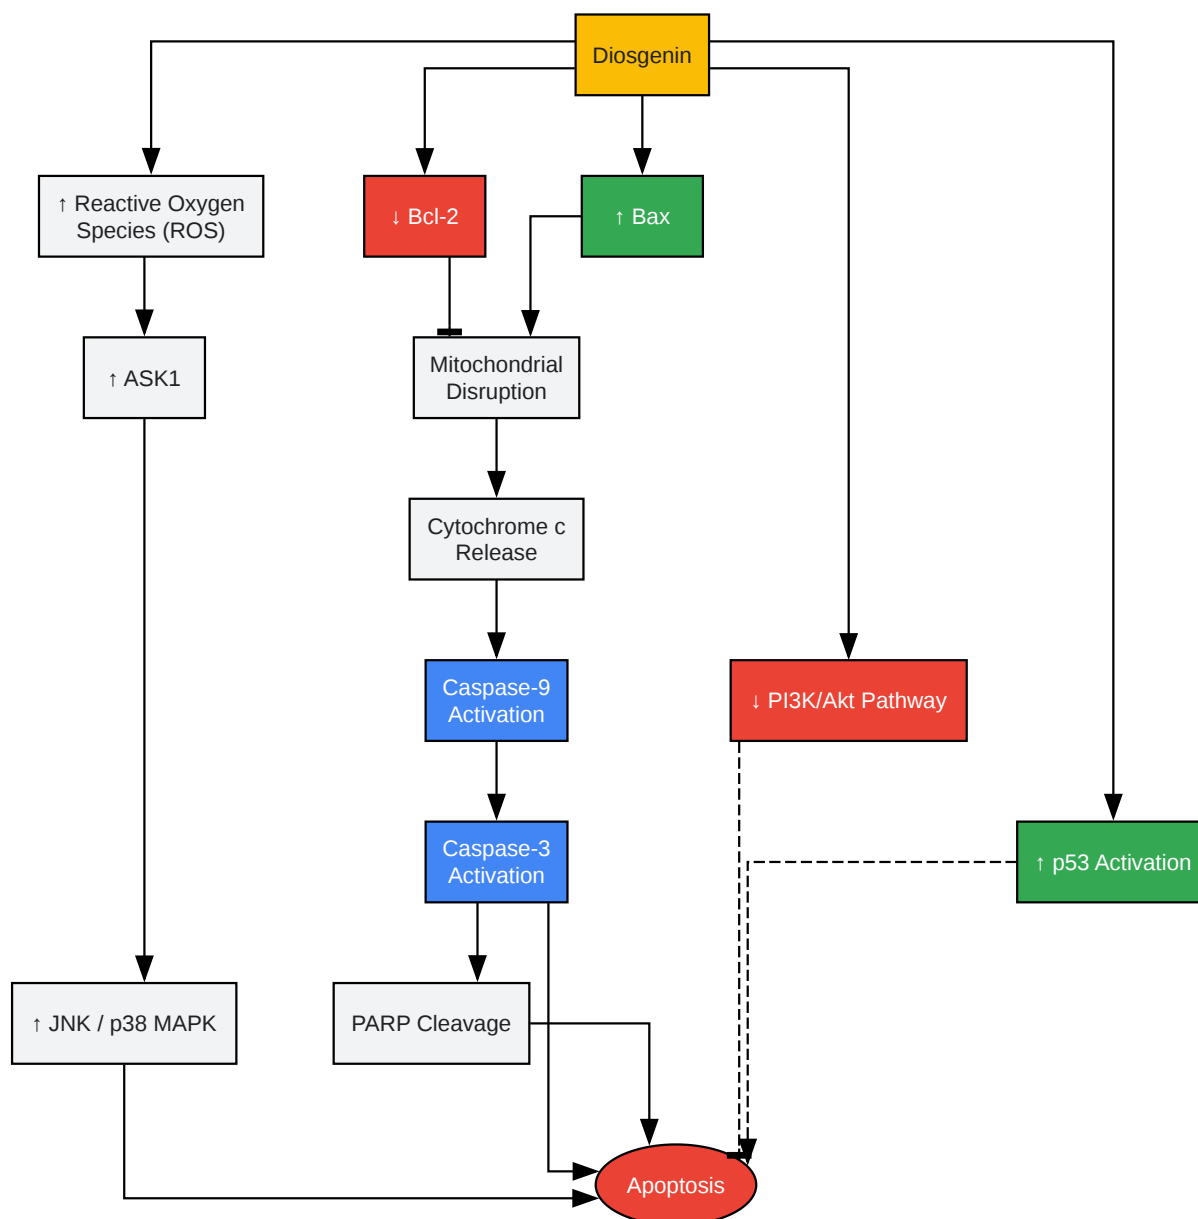 Diosgenin
↑ Reactive Oxygen
Species (ROS)
↓ Bcl-2
↑ Bax
↑ ASK1
Mitochondrial
Disruption
Cytochrome c
Release
Caspase-9
Activation
↓ PI3K/Akt Pathway
Caspase-3
Activation
↑ p53 Activation
↑ JNK / p38 MAPK
PARP Cleavage
Apoptosis